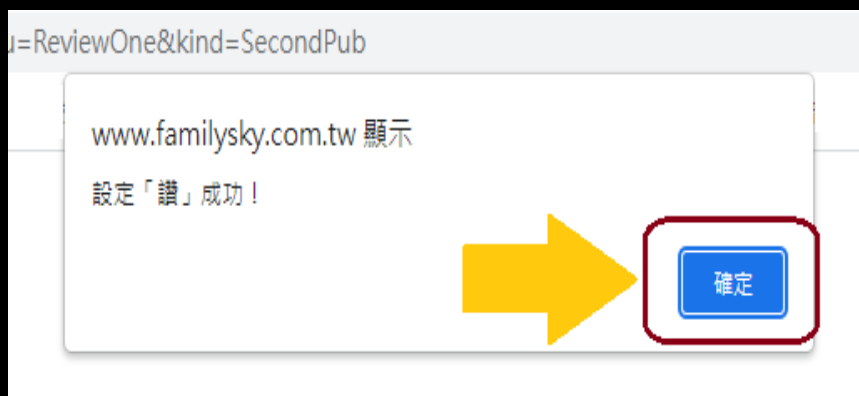 u=ReviewOne&kind=SecondPub
www.familysky.com.tw 顯示
設定「讚」成功！
確定